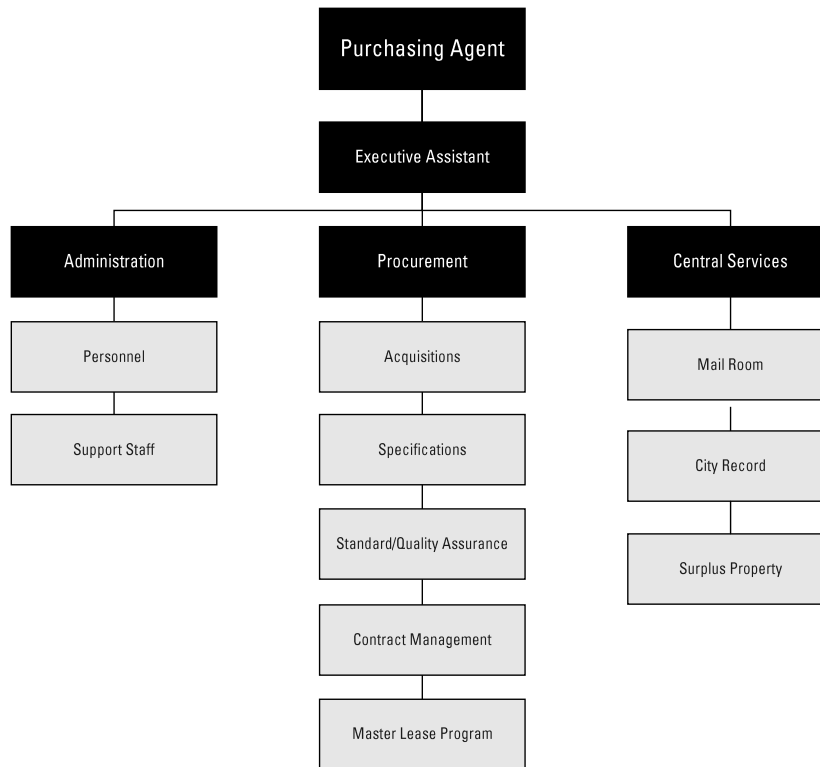 Purchasing Agent
Executive Assistant
Administration
Procurement
Central Services
Personnel
Acquisitions
Mail Room
Support Staff
Specifications
City Record
Standard/Quality Assurance
Surplus Property
Contract Management
Master Lease Program